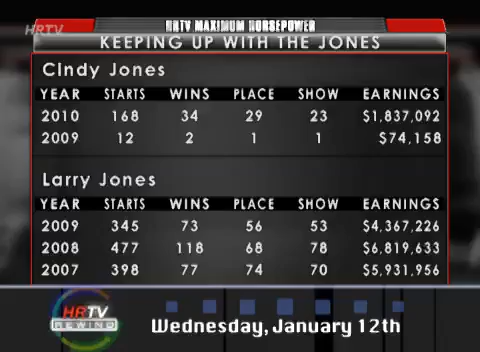 HRTV
HRTV MAXIMUM HORSEPOWER
KEEPING UP WITH THE JONES
Cindy Jones
YEAR STARTS WINS PLACE SHOW EARNINGS
2010 168 34 29 23 $1,837,092
2009 12 2 1 1 $74,158
Larry Jones
YEAR STARTS WINS PLACE SHOW EARNINGS
2009 345 73 56 53 $4,367,226
2008 477 118 68 78 $6,819,633
2007 398 77 74 70 $5,931,956
HRTV
REWIND
Wednesday, January 12th